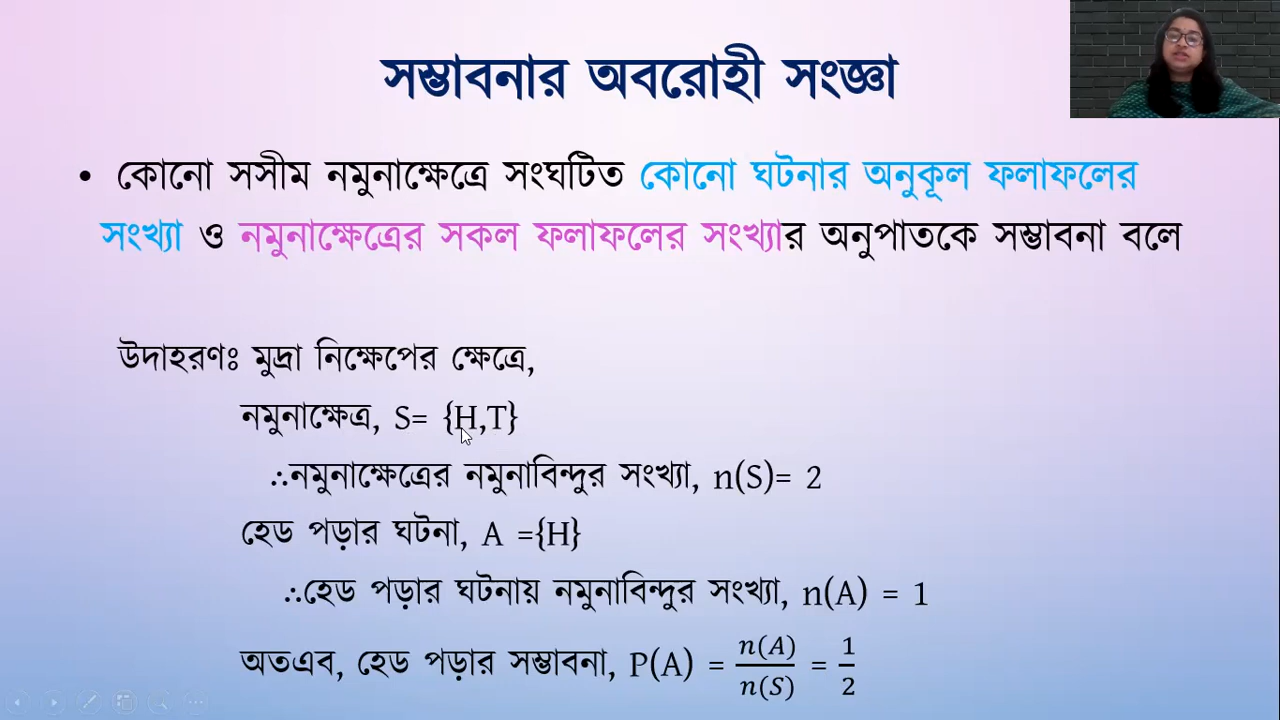 সম্ভাবনার অবরোহী সংজ্ঞা
• কোনো সসীম নমুনাক্ষেত্রে সংঘটিত কোনো ঘটনার অনুকূল ফলাফলের
সংখ্যা ও নমুনাক্ষেত্রের সকল ফলাফলের সংখ্যার অনুপাতকে সম্ভাবনা বলে
উদাহরণঃ মুদ্রা নিক্ষেপের ক্ষেত্রে,
নমুনাক্ষেত্র, S= {H,T}
∴নমুনাক্ষেত্রের নমুনাবিন্দুর সংখ্যা, n(S)= 2
হেড পড়ার ঘটনা, A ={H}
∴হেড পড়ার ঘটনায় নমুনাবিন্দুর সংখ্যা, n(A) = 1
অতএব, হেড পড়ার সম্ভাবনা, P(A) = n(A)/n(S) = 1/2